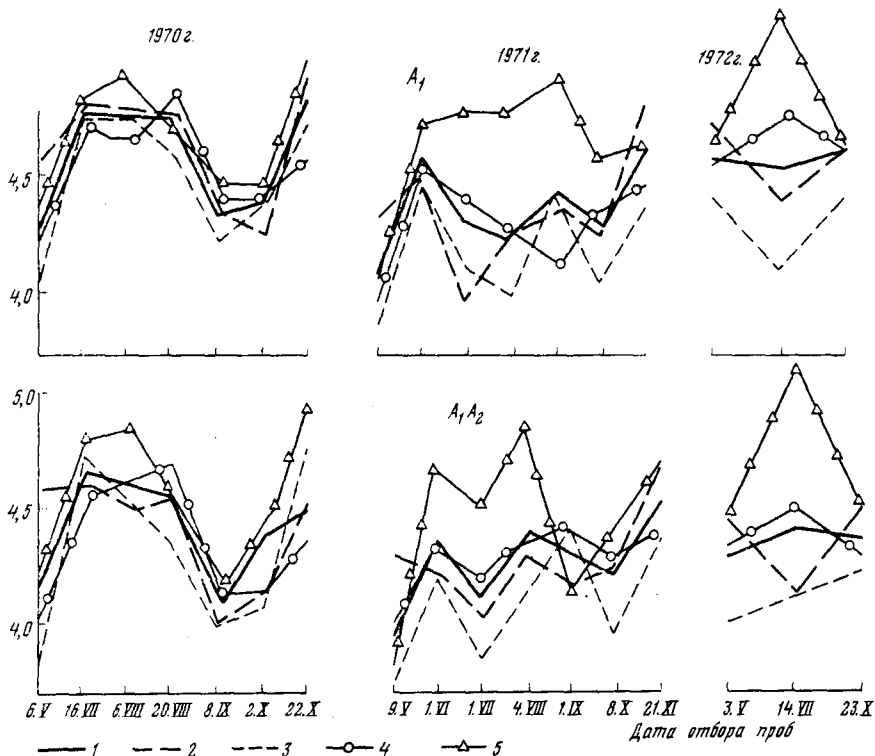 1970 г.
1971 г.
1972 г.
A₁
4,5
4,0
5,0
A₁A₂
4,5
4,0
6.V 16.VII 6.VIII 20.VIII 8.IX 2.X 22.X
9.V 1.VI 1.VII 4.VIII 1.IX 8.X 21.XI
3.V 14.VII 23.X
Дата отбора проб
1 2 3 4 5